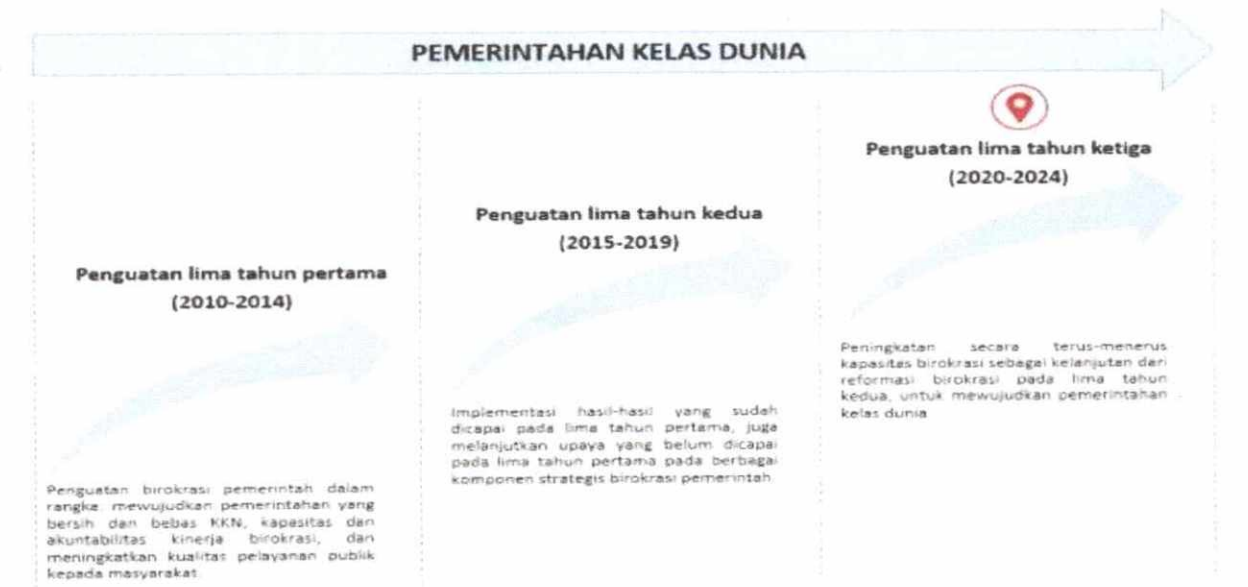 PEMERINTAHAN KELAS DUNIA
Penguatan lima tahun pertama
(2010-2014)
Penguatan birokrasi pemerintah dalam
rangka mewujudkan pemerintahan yang
bersih dan bebas KKN, kapasitas dan
akuntabilitas kinerja birokrasi, dan
meningkatkan kualitas pelayanan publik
kepada masyarakat.
Penguatan lima tahun kedua
(2015-2019)
Implementasi hasil-hasil yang sudah
dicapai pada lima tahun pertama, juga
melanjutkan upaya yang belum dicapai
pada lima tahun pertama pada berbagai
komponen strategis birokrasi pemerintah.
Penguatan lima tahun ketiga
(2020-2024)
Peningkatan secara terus-menerus
kapasitas birokrasi sebagai kelanjutan dari
reformasi birokrasi pada lima tahun
kedua, untuk mewujudkan pemerintahan
kelas dunia